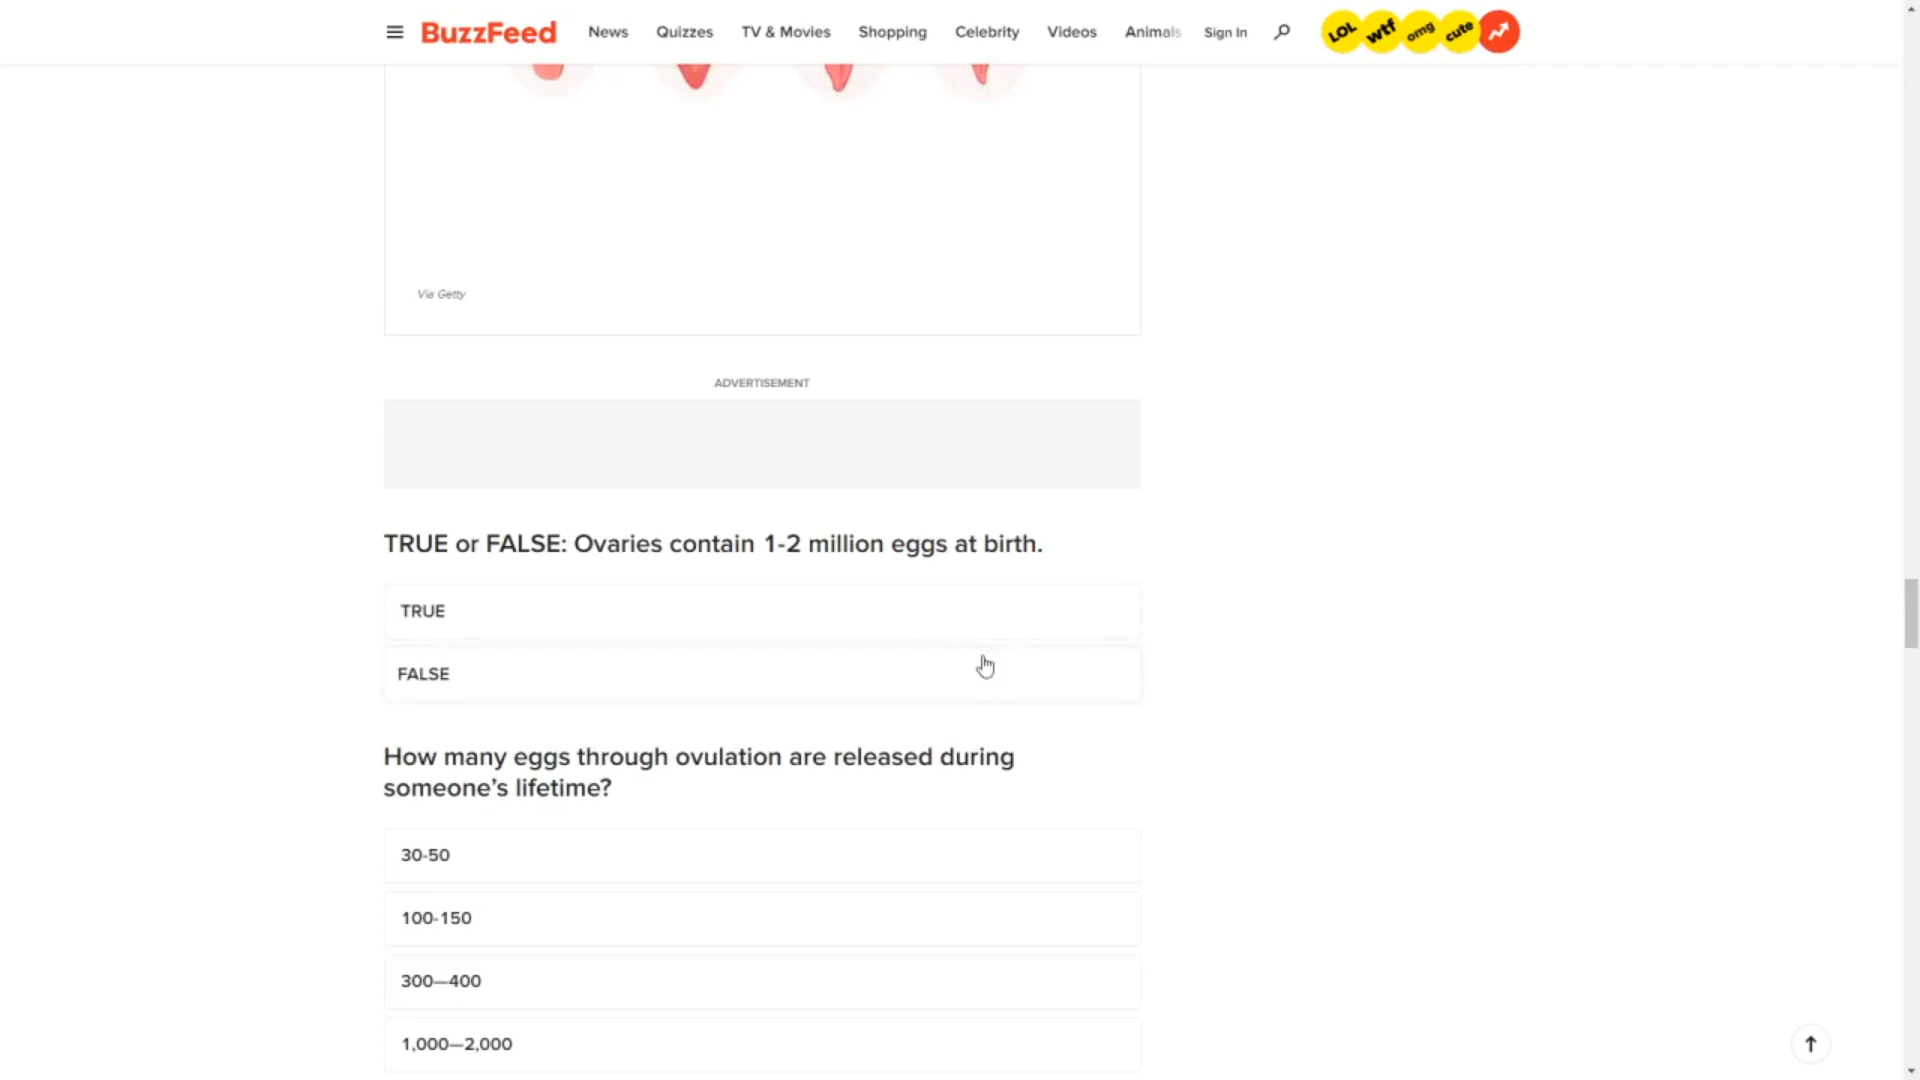 BuzzFeed News Quizzes TV & Movies Shopping Celebrity Videos Animals Sign In LOL wtf omg cute
Via Getty
ADVERTISEMENT
TRUE or FALSE: Ovaries contain 1-2 million eggs at birth.
TRUE
FALSE
How many eggs through ovulation are released during
someone’s lifetime?
30-50
100-150
300—400
1,000—2,000